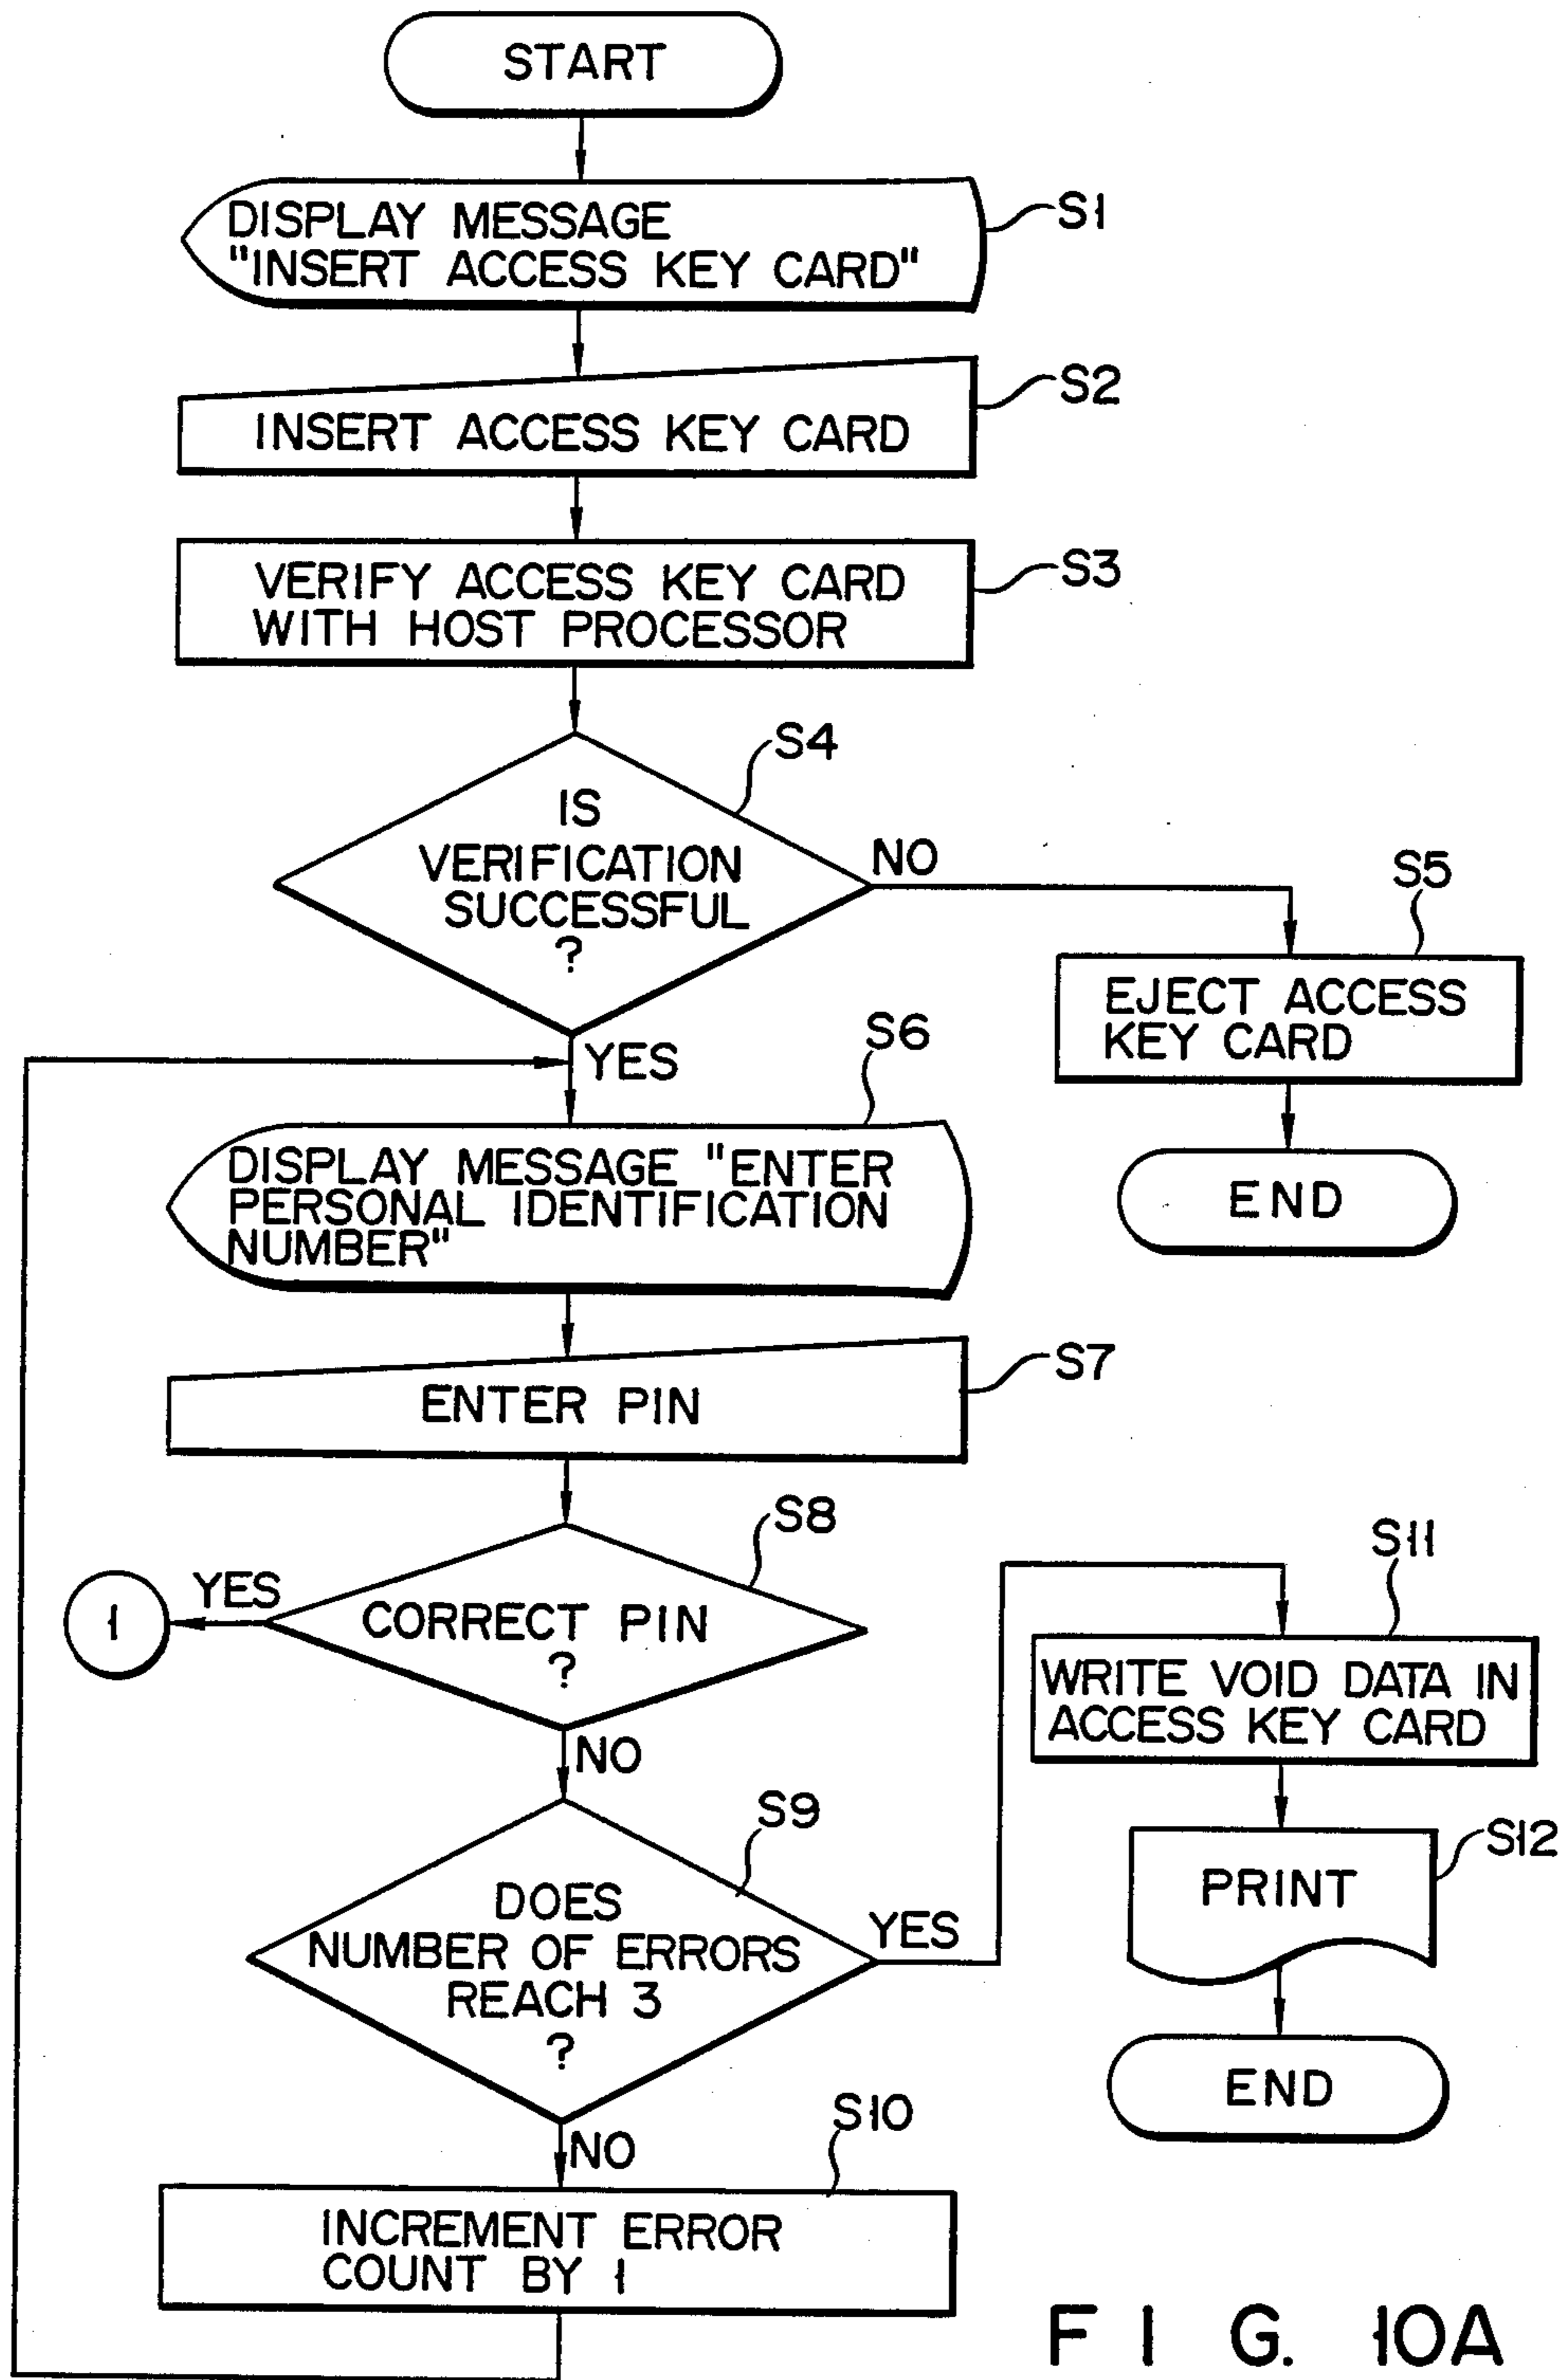 START
DISPLAY MESSAGE
"INSERT ACCESS KEY CARD"
S1
INSERT ACCESS KEY CARD
S2
VERIFY ACCESS KEY CARD
WITH HOST PROCESSOR
S3
S4
IS
VERIFICATION
SUCCESSFUL
?
NO
S5
EJECT ACCESS
KEY CARD
END
YES
S6
DISPLAY MESSAGE "ENTER
PERSONAL IDENTIFICATION
NUMBER"
ENTER PIN
S7
S8
CORRECT PIN
?
YES
1
NO
S9
DOES
NUMBER OF ERRORS
REACH 3
?
YES
S11
WRITE VOID DATA IN
ACCESS KEY CARD
S12
PRINT
END
NO
S10
INCREMENT ERROR
COUNT BY 1
FIG. 10A